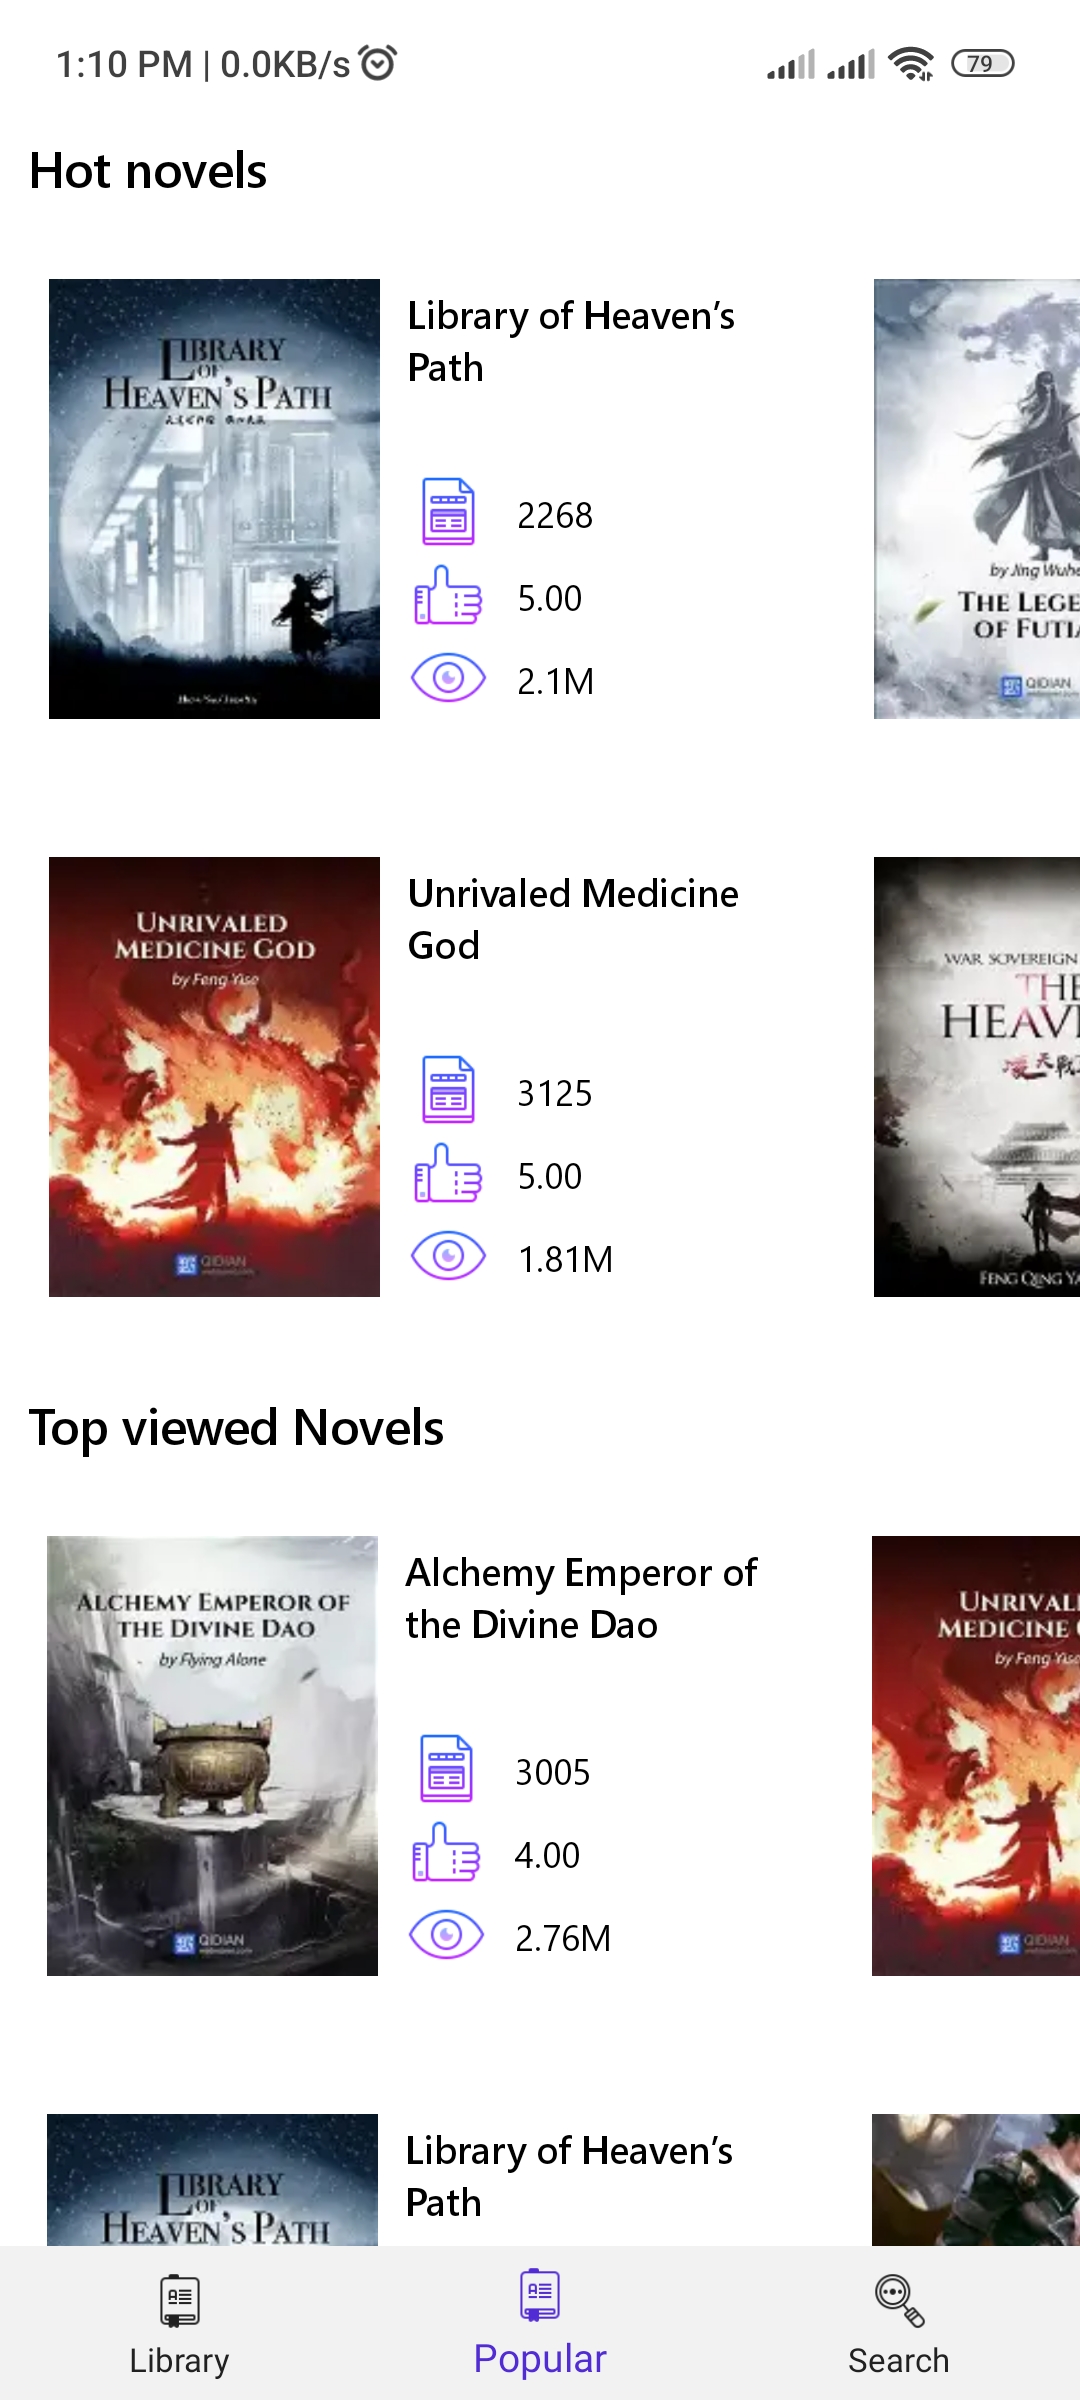 1:10 PM | 0.0KB/s
79
Hot novels
LIBRARY
OF
HEAVEN'S PATH
Library of Heaven’s
Path
2268
5.00
2.1M
by Jing Wuhe
THE LEGE
OF FUTIA
QIDIAN
UNRIVALED
MEDICINE GOD
by Feng Yise
QIDIAN
Unrivaled Medicine
God
3125
5.00
1.81M
WAR SOVEREIGN
THE
HEAV
FENG QING YA
Top viewed Novels
ALCHEMY EMPEROR OF
THE DIVINE DAO
by Flying Alone
QIDIAN
Alchemy Emperor of
the Divine Dao
3005
4.00
2.76M
UNRIVAL
MEDICINE
by Feng Yise
QIDIAN
LIBRARY
OF
HEAVEN'S PATH
Library of Heaven’s
Path
Library
Popular
Search